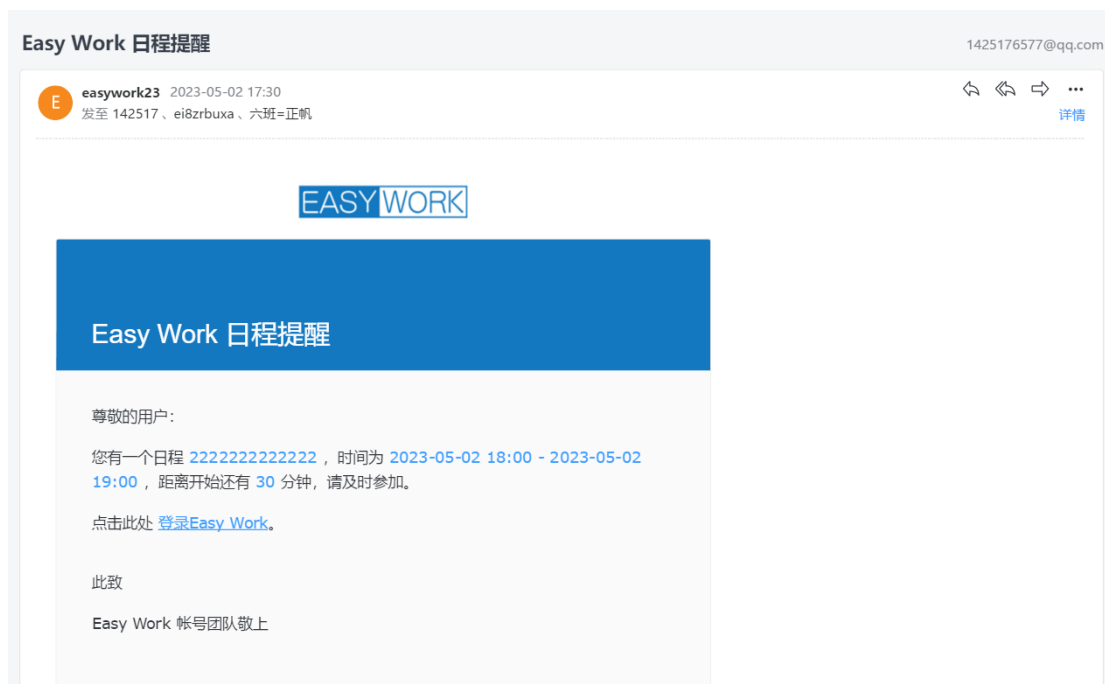 Easy Work 日程提醒
1425176577@qq.com
E
easywork23 2023-05-02 17:30
发至 142517 、ei8zrbuxa 、六班=正帆
详情
EASYWORK
Easy Work 日程提醒
尊敬的用户：
您有一个日程 2222222222222 ，时间为 2023-05-02 18:00 - 2023-05-02
19:00 ，距离开始还有 30 分钟，请及时参加。
点击此处 登录Easy Work。
此致
Easy Work 帐号团队敬上